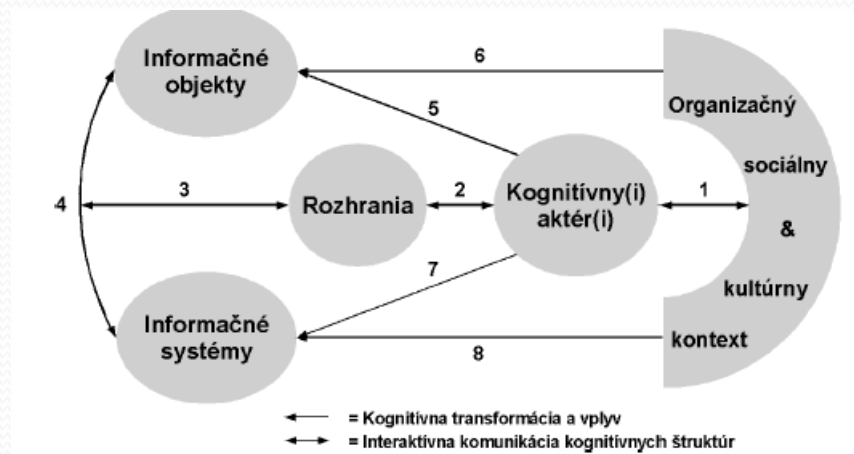 Informačné
objekty
6
Organizačný
5
sociálny
4
3
Rozhrania
2
Kognitívny(i)
aktér(i)
1
&
7
kultúrny
Informačné
systémy
8
kontext
= Kognitívna transformácia a vplyv
= Interaktívna komunikácia kognitívnych štruktúr